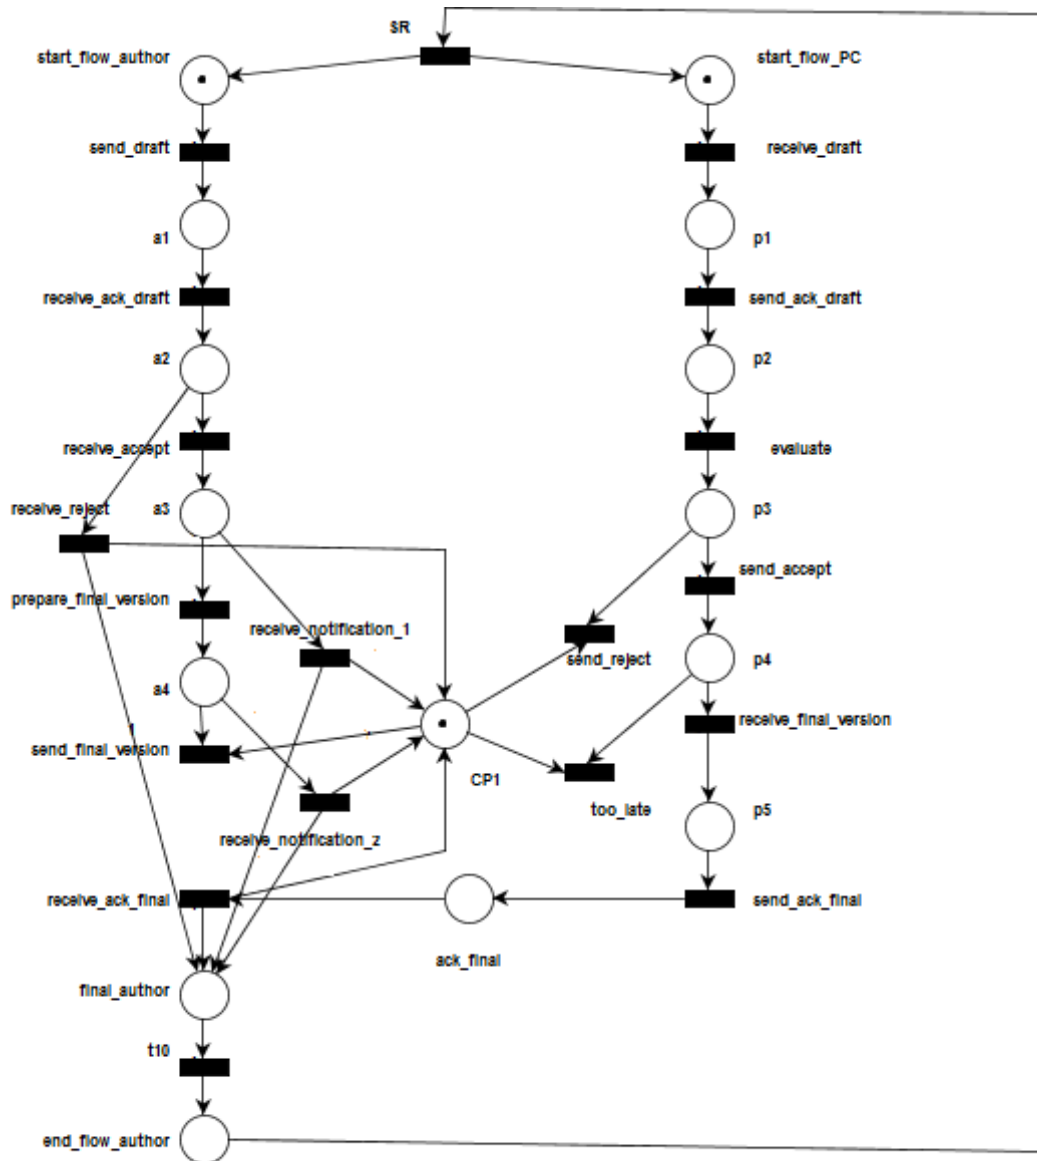 SR
start_flow_author
start_flow_PC
send_draft
receive_draft
a1
p1
receive_ack_draft
send_ack_draft
a2
p2
receive_accept
evaluate
receive_reject
a3
p3
send_accept
prepare_final_version
receive_notification_1
send_reject
p4
a4
receive_final_version
send_final_version
CP1
too_late
p5
receive_notification_z
receive_ack_final
send_ack_final
ack_final
final_author
t10
end_flow_author